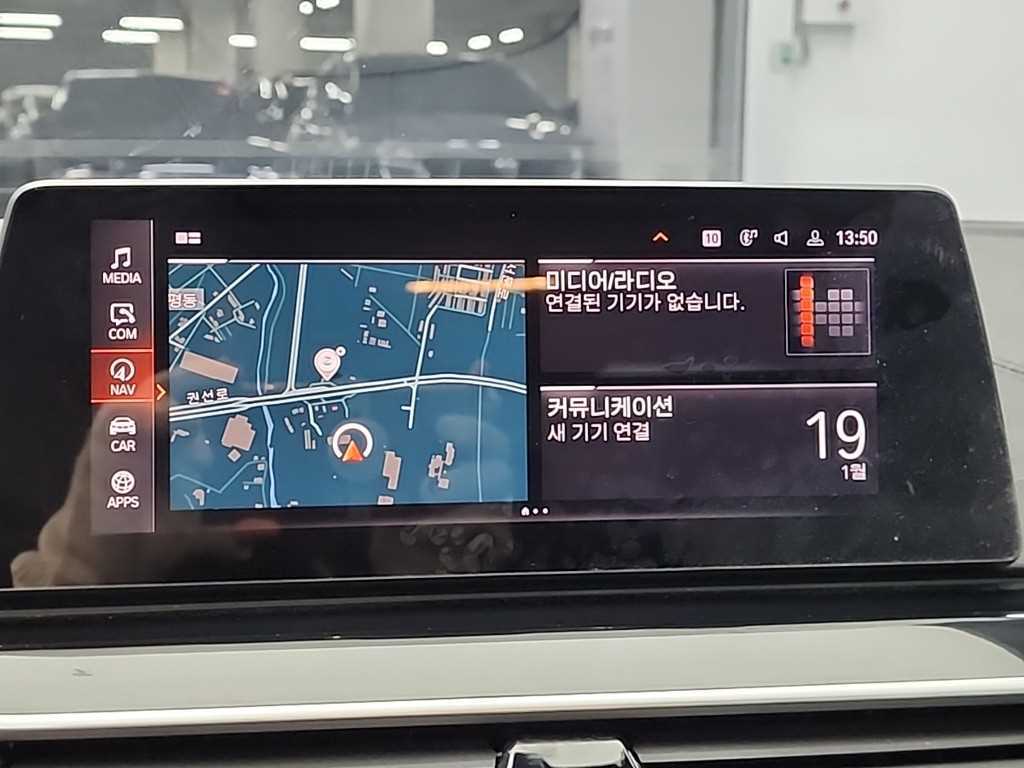 10
13:50
MEDIA
COM
NAV
CAR
APPS
평동
권선로
미디어/라디오
연결된 기기가 없습니다.
커뮤니케이션
새 기기 연결
19
1월